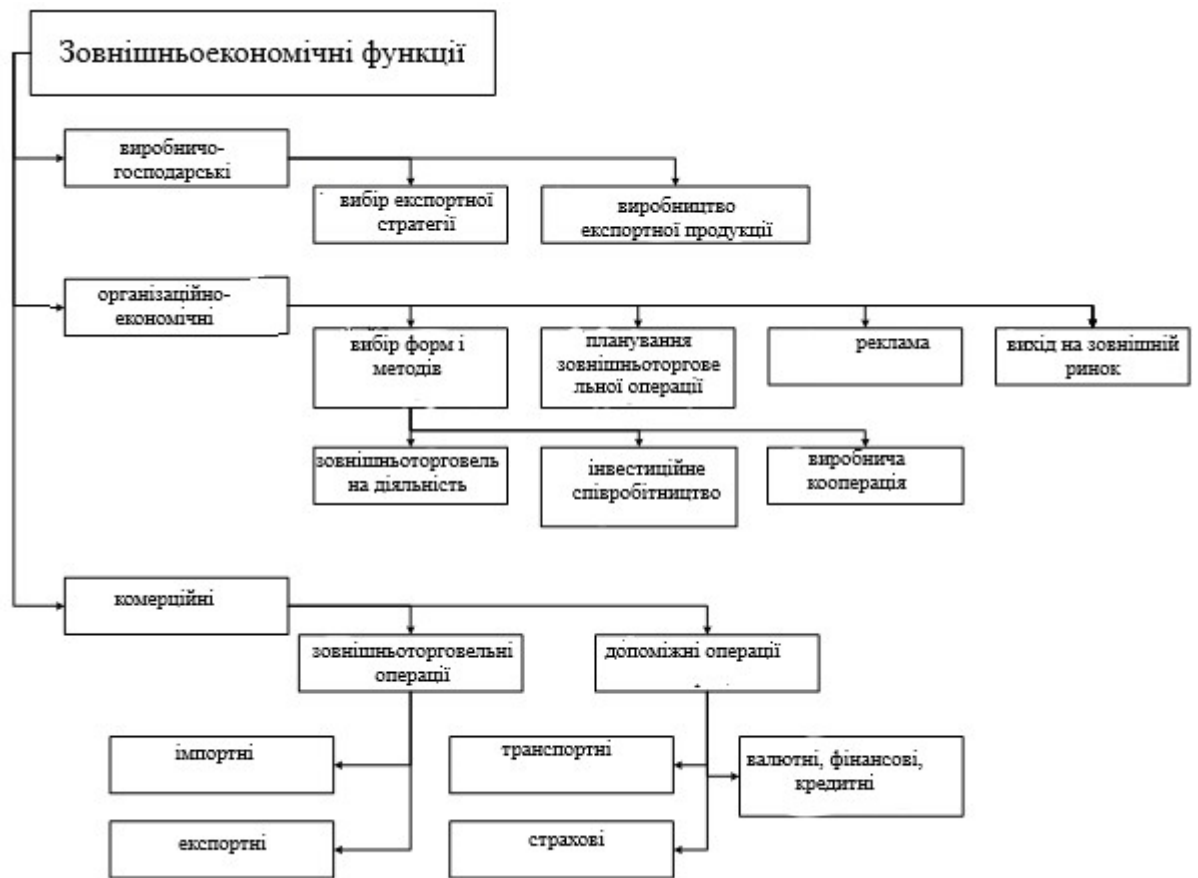 Зовнішньоекономічні функції
виробничо-
господарські
вибір експортної
стратегії
виробництво
експортної продукції
організаційно-
економічні
вибір форм і
методів
планування
зовнішньоторгове
льної операції
реклама
вихід на зовнішній
ринок
зовнішньоторговель
на діяльність
інвестиційне
співробітництво
виробнича
кооперація
комерційні
зовнішньоторговельні
операції
допоміжні операції
імпортні
транспортні
валютні, фінансові,
кредитні
експортні
страхові